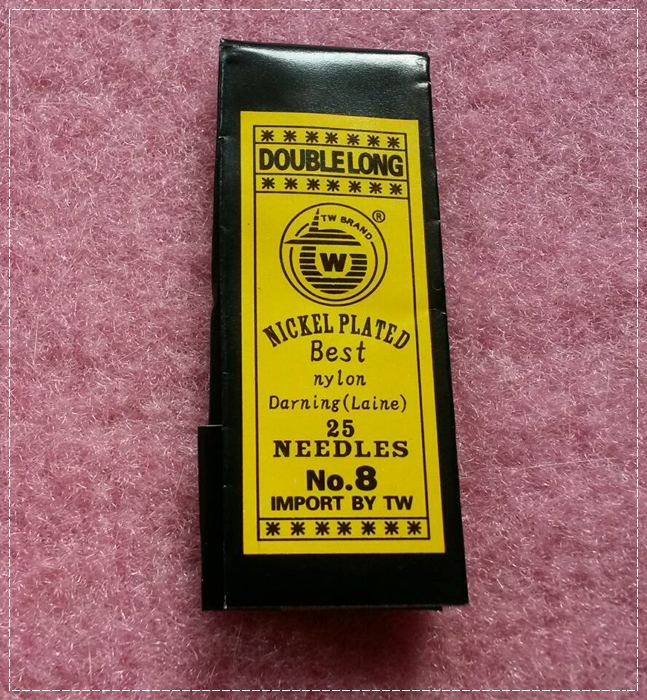 DOUBLE LONG
TW BRAND ®
W
NICKEL PLATED
Best
nylon
Darning (Laine)
25
NEEDLES
No.8
IMPORT BY TW